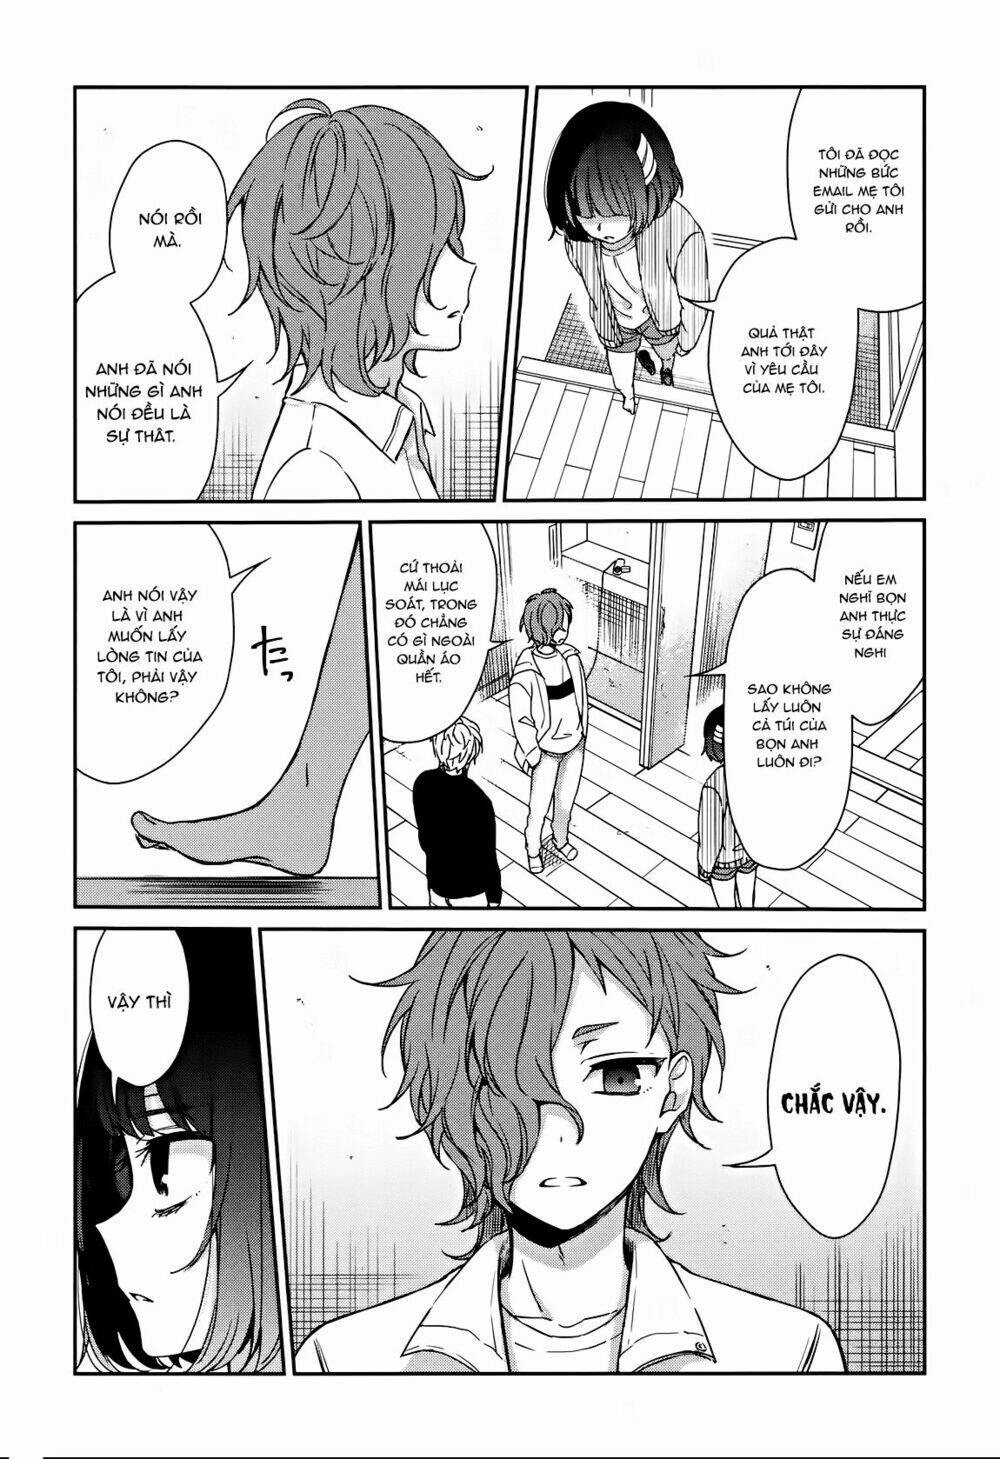 TÔI ĐÃ ĐỌC
NHỮNG BỨC
EMAIL MẸ TÔI
GỬI CHO ANH
RỒI.
QUẢ THẬT
ANH TỚI ĐÂY
VÌ YÊU CẦU
CỦA MẸ TÔI.
NÓI RỒI
MÀ.
ANH ĐÃ NÓI
NHỮNG GÌ ANH
NÓI ĐỀU LÀ
SỰ THÂT.
NẾU EM
NGHĨ BỌN
ANH THỰC
SỰ ĐÁNG
NGHI
SAO KHÔNG
LẤY LUÔN
CẢ TÚI CỦA
BỌN ANH
LUÔN ĐI?
CỨ THOẢI
MÁI LỤC
SOÁT, TRONG
ĐÓ CHẲNG
CÓ GÌ NGOÀI
QUẦN ÁO
HẾT.
ANH NÓI VẬY
LÀ VÌ ANH
MUỐN LẤY
LÒNG TIN CỦA
TÔI, PHẢI VẬY
KHÔNG?
たっ
CHẮC VẬY.
VẬY THÌ